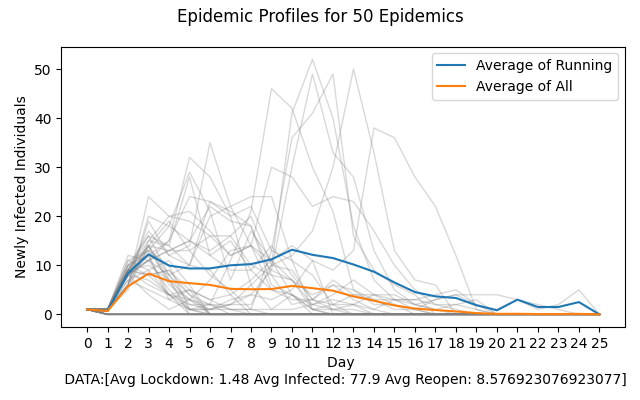 Epidemic Profiles for 50 Epidemics
Average of Running
Average of All
Newly Infected Individuals
50
40
30
20
10
0
0 1 2 3 4 5 6 7 8 9 10 11 12 13 14 15 16 17 18 19 20 21 22 23 24 25
Day
DATA:[Avg Lockdown: 1.48 Avg Infected: 77.9 Avg Reopen: 8.576923076923077]